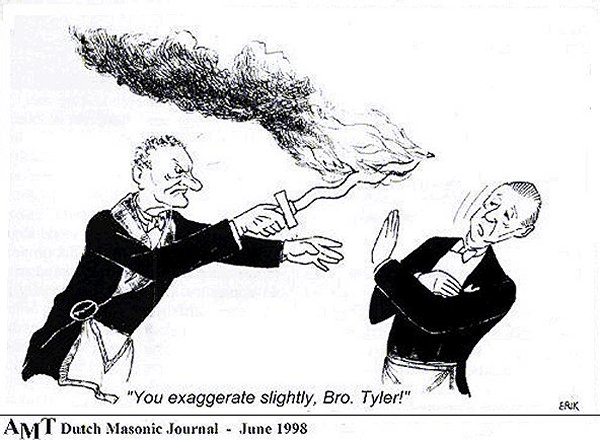 "You exaggerate slightly, Bro. Tyler!"
ERIK
AMT Dutch Masonic Journal - June 1998